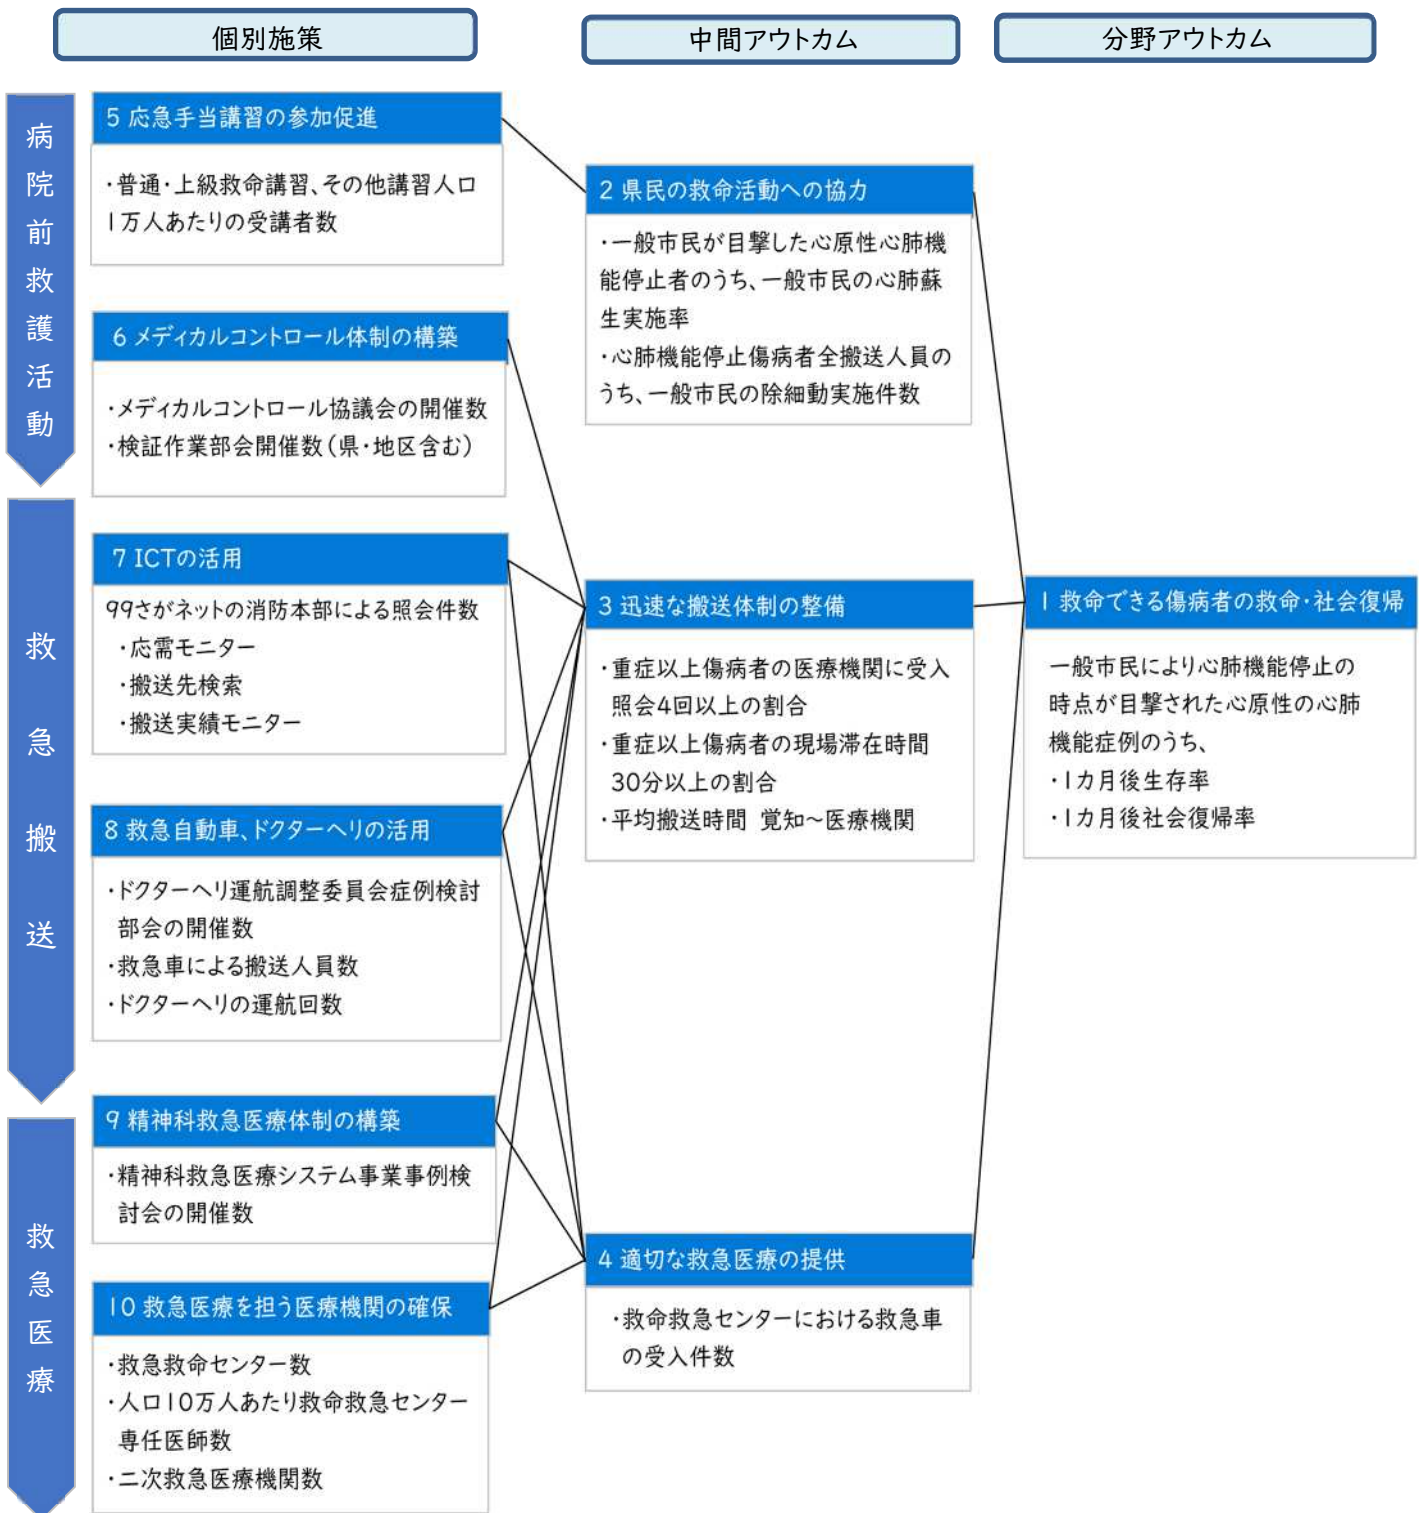 個別施策
中間アウトカム
分野アウトカム
病院前救護活動
5 応急手当講習の参加促進
・普通・上級救命講習、その他講習人口
1万人あたりの受講者数
6 メディカルコントロール体制の構築
・メディカルコントロール協議会の開催数
・検証作業部会開催数(県・地区含む)
救急搬送
7 ICTの活用
99さがネットの消防本部による照会件数
・応需モニター
・搬送先検索
・搬送実績モニター
8 救急自動車、ドクターヘリの活用
・ドクターヘリ運航調整委員会症例検討
部会の開催数
・救急車による搬送人員数
・ドクターヘリの運航回数
救急医療
9 精神科救急医療体制の構築
・精神科救急医療システム事業事例検
討会の開催数
10 救急医療を担う医療機関の確保
・救急救命センター数
・人口10万人あたり救命救急センター
専任医師数
・二次救急医療機関数
2 県民の救命活動への協力
・一般市民が目撃した心原性心肺機
能停止者のうち、一般市民の心肺蘇
生実施率
・心肺機能停止傷病者全搬送人員の
うち、一般市民の除細動実施件数
3 迅速な搬送体制の整備
・重症以上傷病者の医療機関に受入
照会4回以上の割合
・重症以上傷病者の現場滞在時間
30分以上の割合
・平均搬送時間 覚知～医療機関
4 適切な救急医療の提供
・救命救急センターにおける救急車
の受入件数
1 救命できる傷病者の救命・社会復帰
一般市民により心肺機能停止の
時点が目撃された心原性の心肺
機能症例のうち、
・1カ月後生存率
・1カ月後社会復帰率